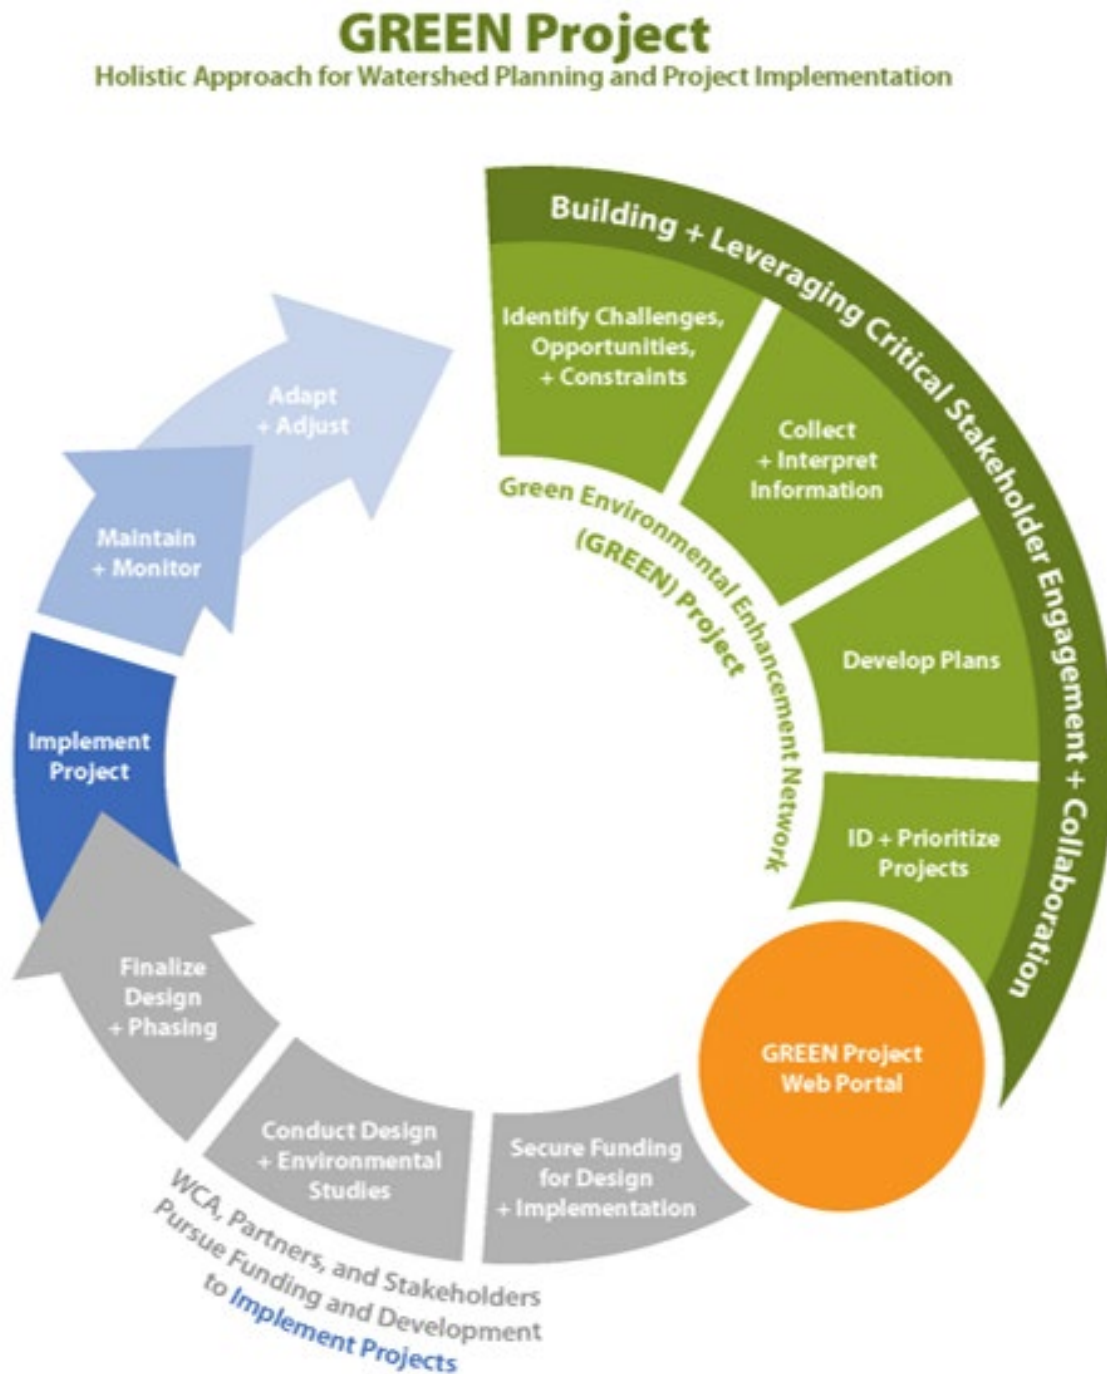 GREEN Project
Holistic Approach for Watershed Planning and Project Implementation
Building + Leveraging Critical Stakeholder Engagement + Collaboration
Identify Challenges,
Opportunities,
+ Constraints
Collect
+ Interpret
Information
Develop Plans
ID + Prioritize
Projects
Green Environmental Enhancement Network
(GREEN) Project
GREEN Project
Web Portal
Secure Funding
for Design
+ Implementation
Conduct Design
+ Environmental
Studies
Finalize
Design
+ Phasing
WCA, Partners, and Stakeholders
Pursue Funding and Development
to Implement Projects
Implement
Project
Maintain
+ Monitor
Adapt
+ Adjust